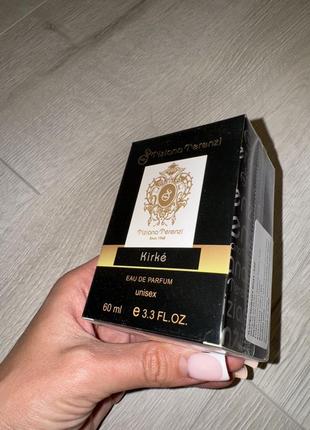 Tiziana Terenzi
Tiziana Terenzi
Kirké
EAU DE PARFUM
unisex
60 ml e 3.3 FL.OZ.